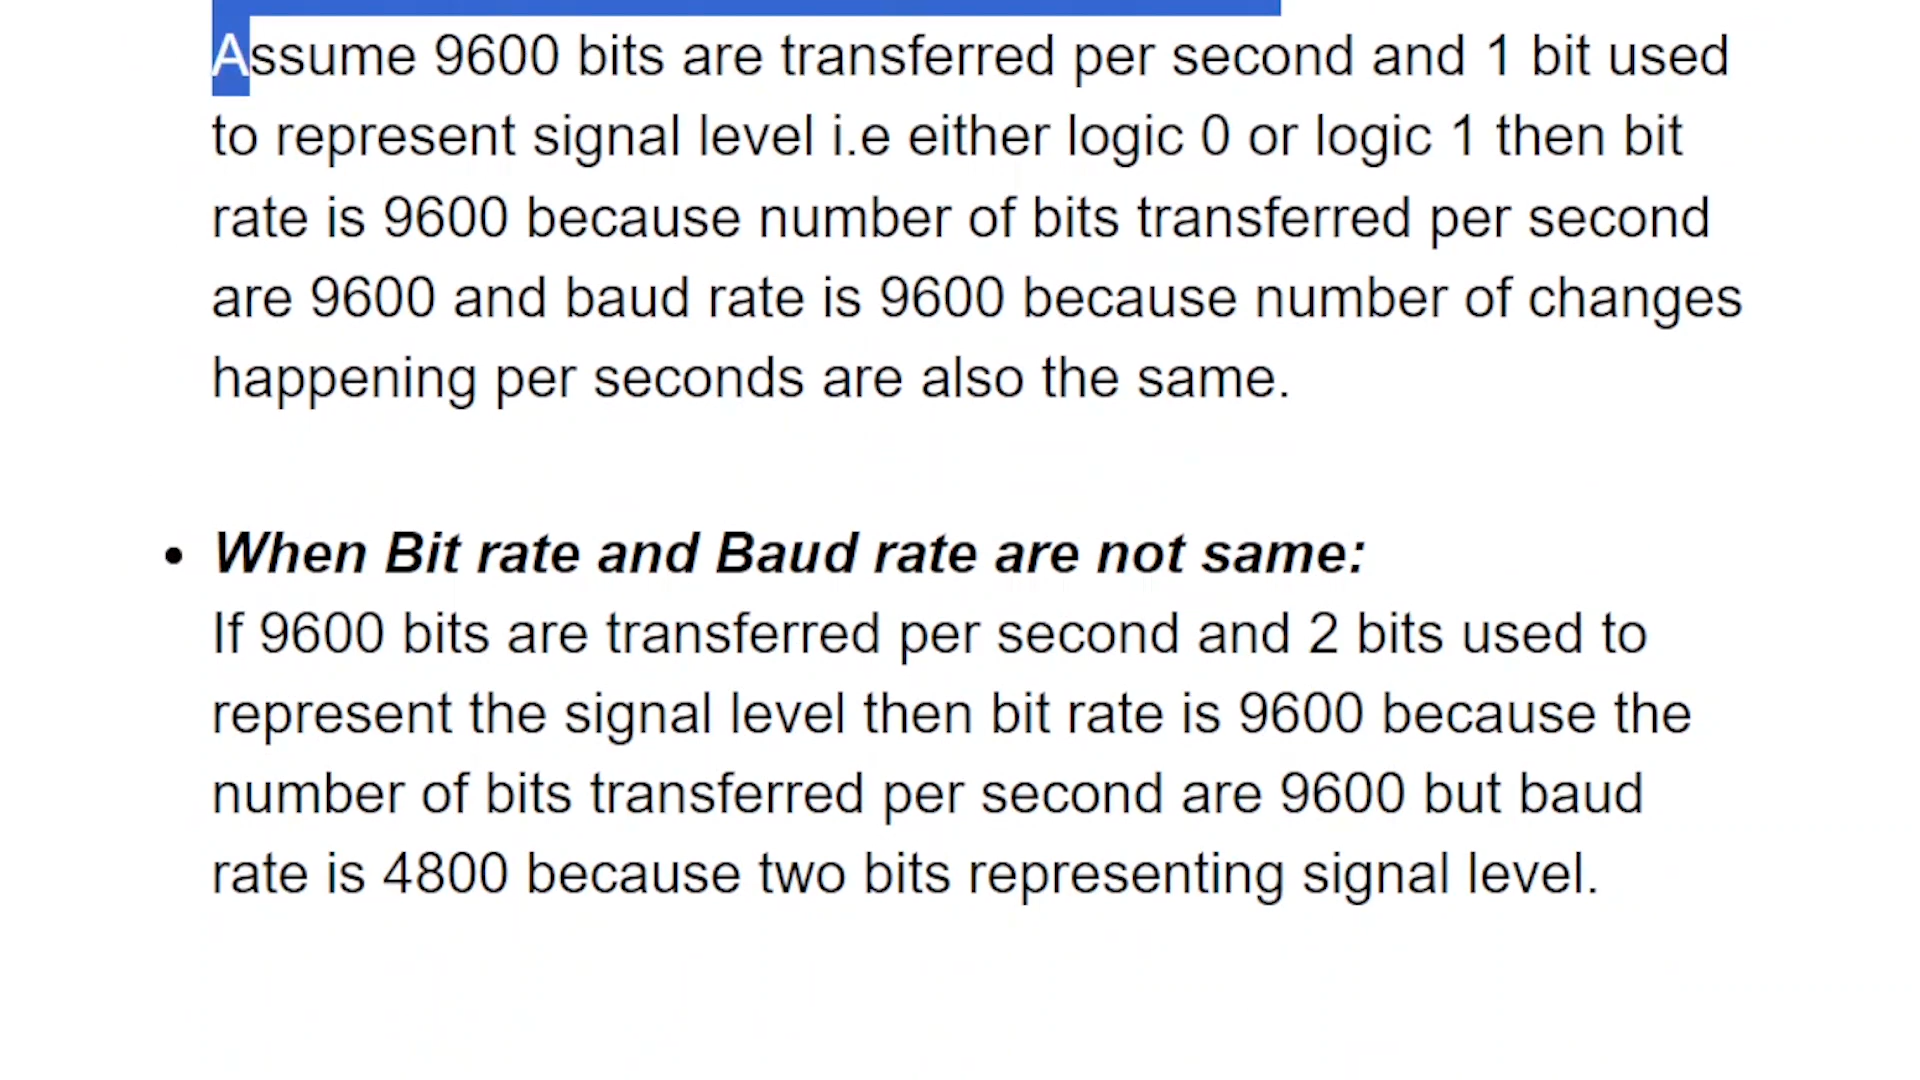 Assume 9600 bits are transferred per second and 1 bit used
to represent signal level i.e either logic 0 or logic 1 then bit
rate is 9600 because number of bits transferred per second
are 9600 and baud rate is 9600 because number of changes
happening per seconds are also the same.
• When Bit rate and Baud rate are not same:
If 9600 bits are transferred per second and 2 bits used to
represent the signal level then bit rate is 9600 because the
number of bits transferred per second are 9600 but baud
rate is 4800 because two bits representing signal level.